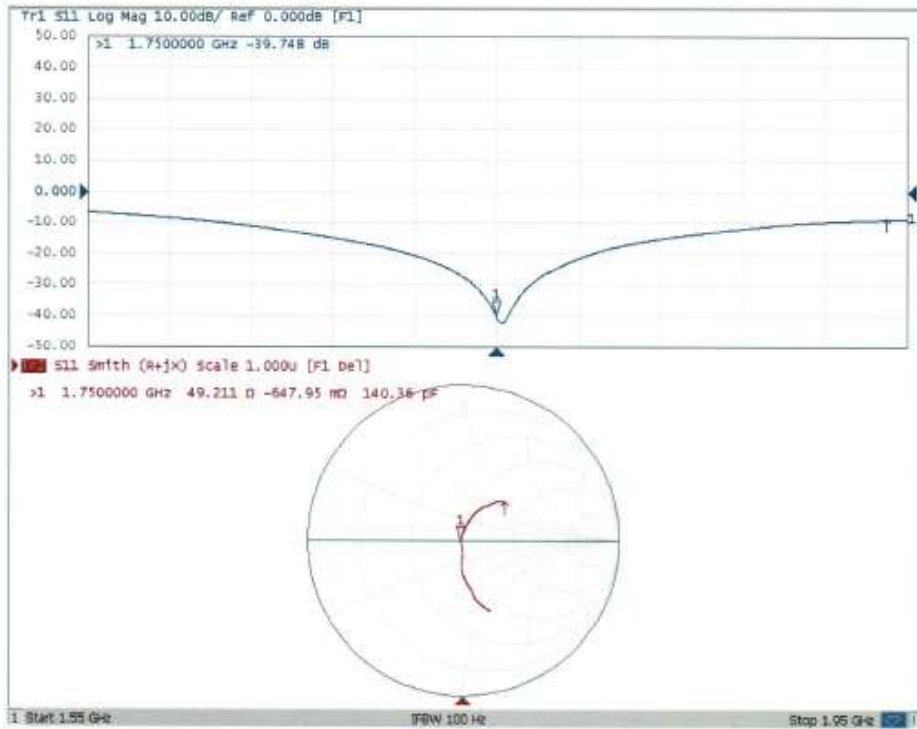 Tr1 S11 Log Mag 10.00dB/ Ref 0.000dB [F1]
50.00
>1 1.7500000 GHz -39.748 dB
40.00
30.00
20.00
10.00
0.000
-10.00
1
-20.00
-30.00
1
-40.00
-50.00
S11 Smith (R+jX) Scale 1.000U [F1 Del]
>1 1.7500000 GHz 49.211 Ω -647.95 mΩ 140.36 pF
1
1 Start 1.55 GHz IFBW 100 Hz Stop 1.95 GHz